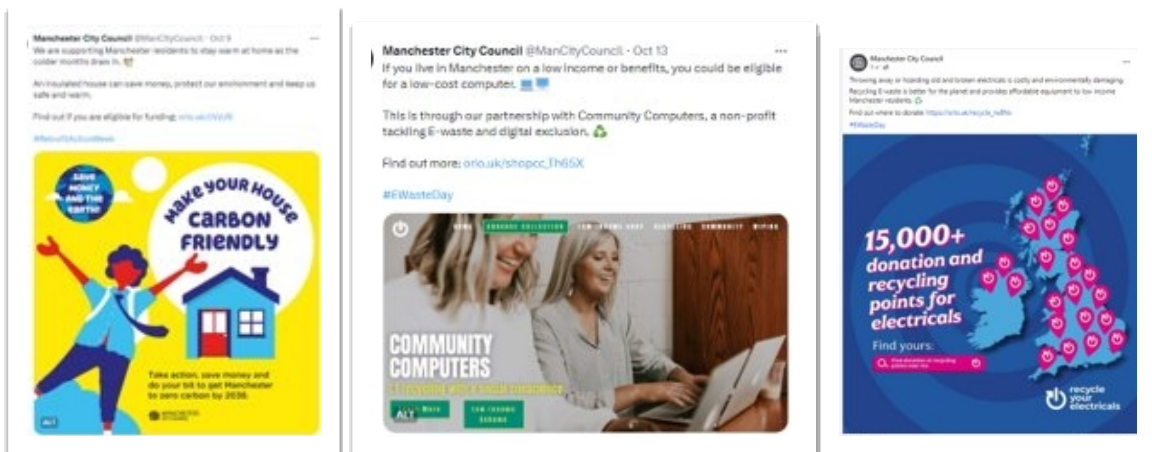 Manchester City Council @ManCityCouncil · Oct 9
We are supporting Manchester residents to stay warm at home as the
colder months draw in.
An insulated house can save money, protect our environment and keep us
safe and warm.
Find out if you are eligible for funding:
SAVE
MONEY
AND THE
EARTH!
MAKE YOUR HOUSE
CARBON
FRIENDLY
Take action, save money and
do your bit to get Manchester
to zero carbon by 2038.
ALT
Manchester City Council @ManCityCouncil · Oct 13
If you live in Manchester on a low income or benefits, you could be eligible
for a low-cost computer. 💻🖥️
This is through our partnership with Community Computers, a non-profit
tackling E-waste and digital exclusion. ♻️
Find out more: orlo.uk/shopcc_Th65X
#EWasteDay
HOME
RECYCLING COMMUNITY
COMMUNITY
COMPUTERS
IT recycled with a social conscience
More
ALT
Manchester City Council
Throwing away or hoarding old and broken electricals is costly and environmentally damaging.
Recycling E-waste is better for the planet and provides affordable equipment to low income
Manchester residents. ♻️
Find out where to donate:
#EWasteDay
15,000+
donation and
recycling
points for
electricals
Find yours:
recycle
your
electricals